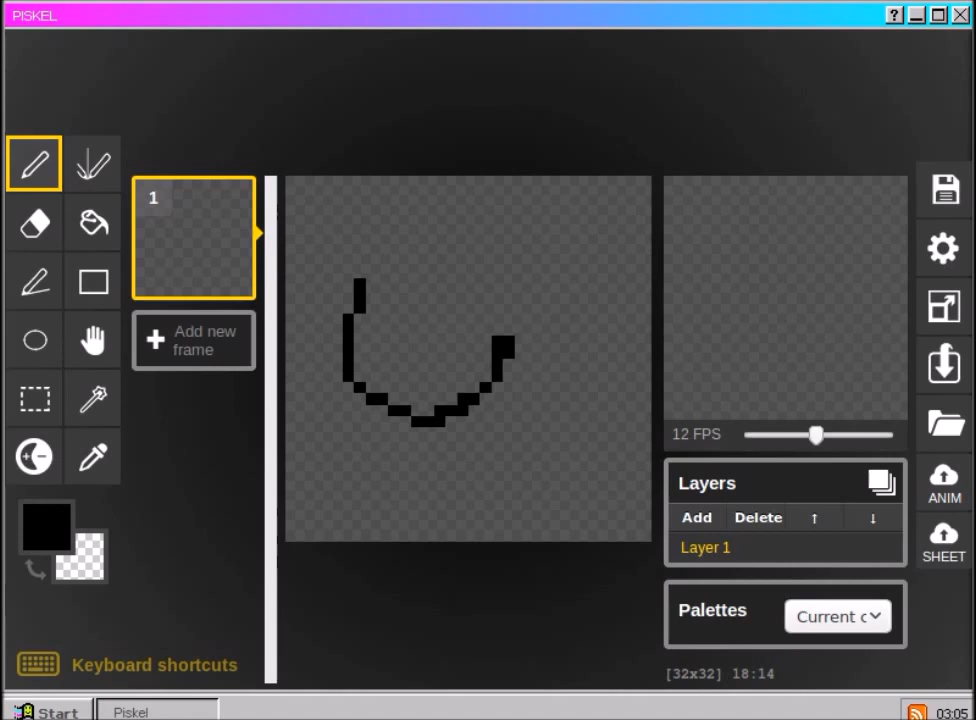 PISKEL
?
1
Add new
frame
12 FPS
Layers
Add Delete ↑ ↓
Layer 1
Palettes
Current c
[32x32] 18:14
ANIM
SHEET
Keyboard shortcuts
Start
Piskel
03:05